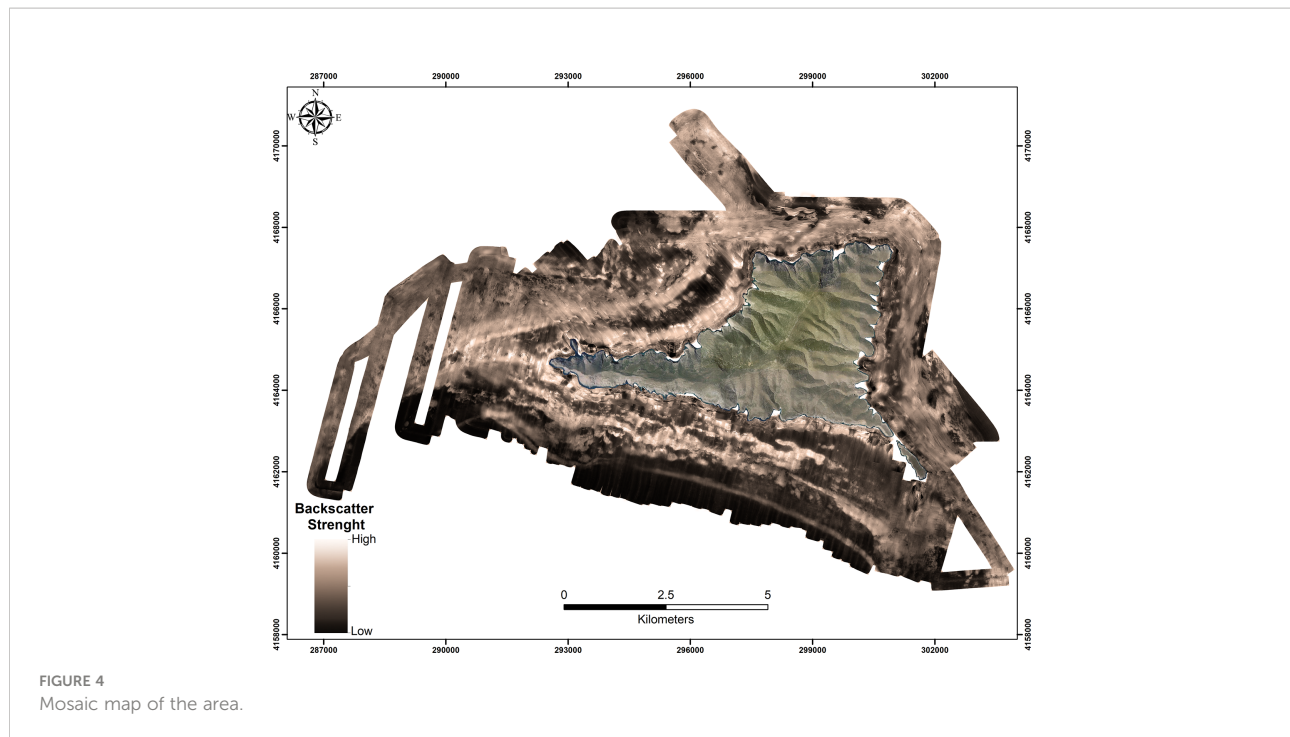 287000 290000 293000 296000 299000 302000
N
W E
S
4170000 4170000
4168000 4168000
4166000 4166000
4164000 4164000
4162000 4162000
Backscatter
Strenght
High
4160000 4160000
0 2.5 5
Kilometers
Low
4158000 4158000
287000 290000 293000 296000 299000 302000
FIGURE 4
Mosaic map of the area.